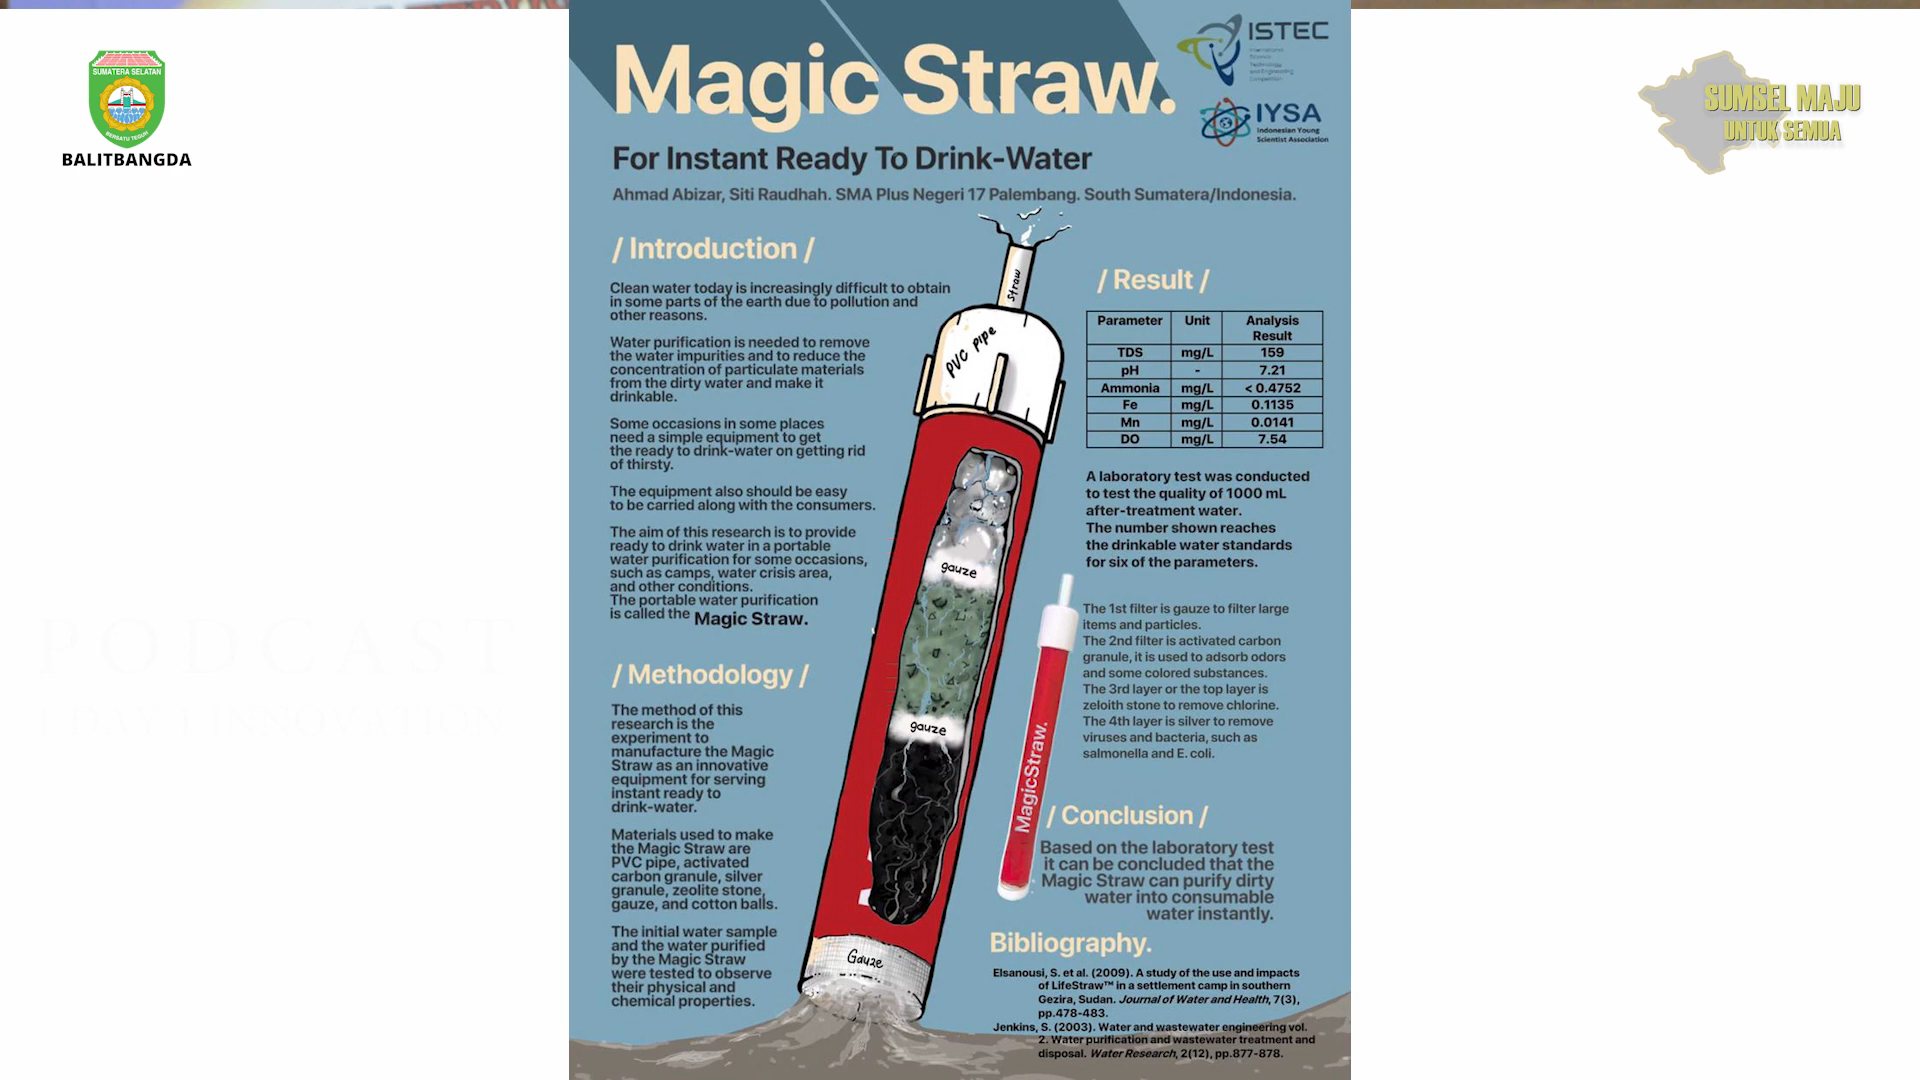 SUMATERA SELATAN
BERSATU TEGUH
BALITBANGDA
SUMSEL MAJU
UNTUK SEMUA
PODCAST
1 DAY 1 INNOVATION
Magic Straw.
ISTEC
International
Science
Technology
and Engineering
Competition
IYSA
Indonesian Young
Scientist Association
For Instant Ready To Drink-Water
Ahmad Abizar, Siti Raudhah. SMA Plus Negeri 17 Palembang. South Sumatera/Indonesia.
/ Introduction /
Clean water today is increasingly difficult to obtain
in some parts of the earth due to pollution and
other reasons.
Water purification is needed to remove
the water impurities and to reduce the
concentration of particulate materials
from the dirty water and make it
drinkable.
Some occasions in some places
need a simple equipment to get
the ready to drink-water on getting rid
of thirsty.
The equipment also should be easy
to be carried along with the consumers.
The aim of this research is to provide
ready to drink water in a portable
water purification for some occasions,
such as camps, water crisis area,
and other conditions.
The portable water purification
is called the Magic Straw.
/ Methodology /
The method of this
research is the
experiment to
manufacture the Magic
Straw as an innovative
equipment for serving
instant ready to
drink-water.
Materials used to make
the Magic Straw are
PVC pipe, activated
carbon granule, silver
granule, zeolite stone,
gauze, and cotton balls.
The initial water sample
and the water purified
by the Magic Straw
were tested to observe
their physical and
chemical properties.
Straw
PVC pipe
gauze
gauze
Gauze
/ Result /
Parameter Unit Analysis
Result
TDS mg/L 159
pH - 7.21
Ammonia mg/L < 0.4752
Fe mg/L 0.1135
Mn mg/L 0.0141
DO mg/L 7.54
A laboratory test was conducted
to test the quality of 1000 mL
after-treatment water.
The number shown reaches
the drinkable water standards
for six of the parameters.
The 1st filter is gauze to filter large
items and particles.
The 2nd filter is activated carbon
granule, it is used to adsorb odors
and some colored substances.
The 3rd layer or the top layer is
zeloith stone to remove chlorine.
The 4th layer is silver to remove
viruses and bacteria, such as
salmonella and E. coli.
MagicStraw.
/ Conclusion /
Based on the laboratory test
it can be concluded that the
Magic Straw can purify dirty
water into consumable
water instantly.
Bibliography.
Elsanousi, S. et al. (2009). A study of the use and impacts
of LifeStraw™ in a settlement camp in southern
Gezira, Sudan. Journal of Water and Health, 7(3),
pp.478-483.
Jenkins, S. (2003). Water and wastewater engineering vol.
2. Water purification and wastewater treatment and
disposal. Water Research, 2(12), pp.877-878.